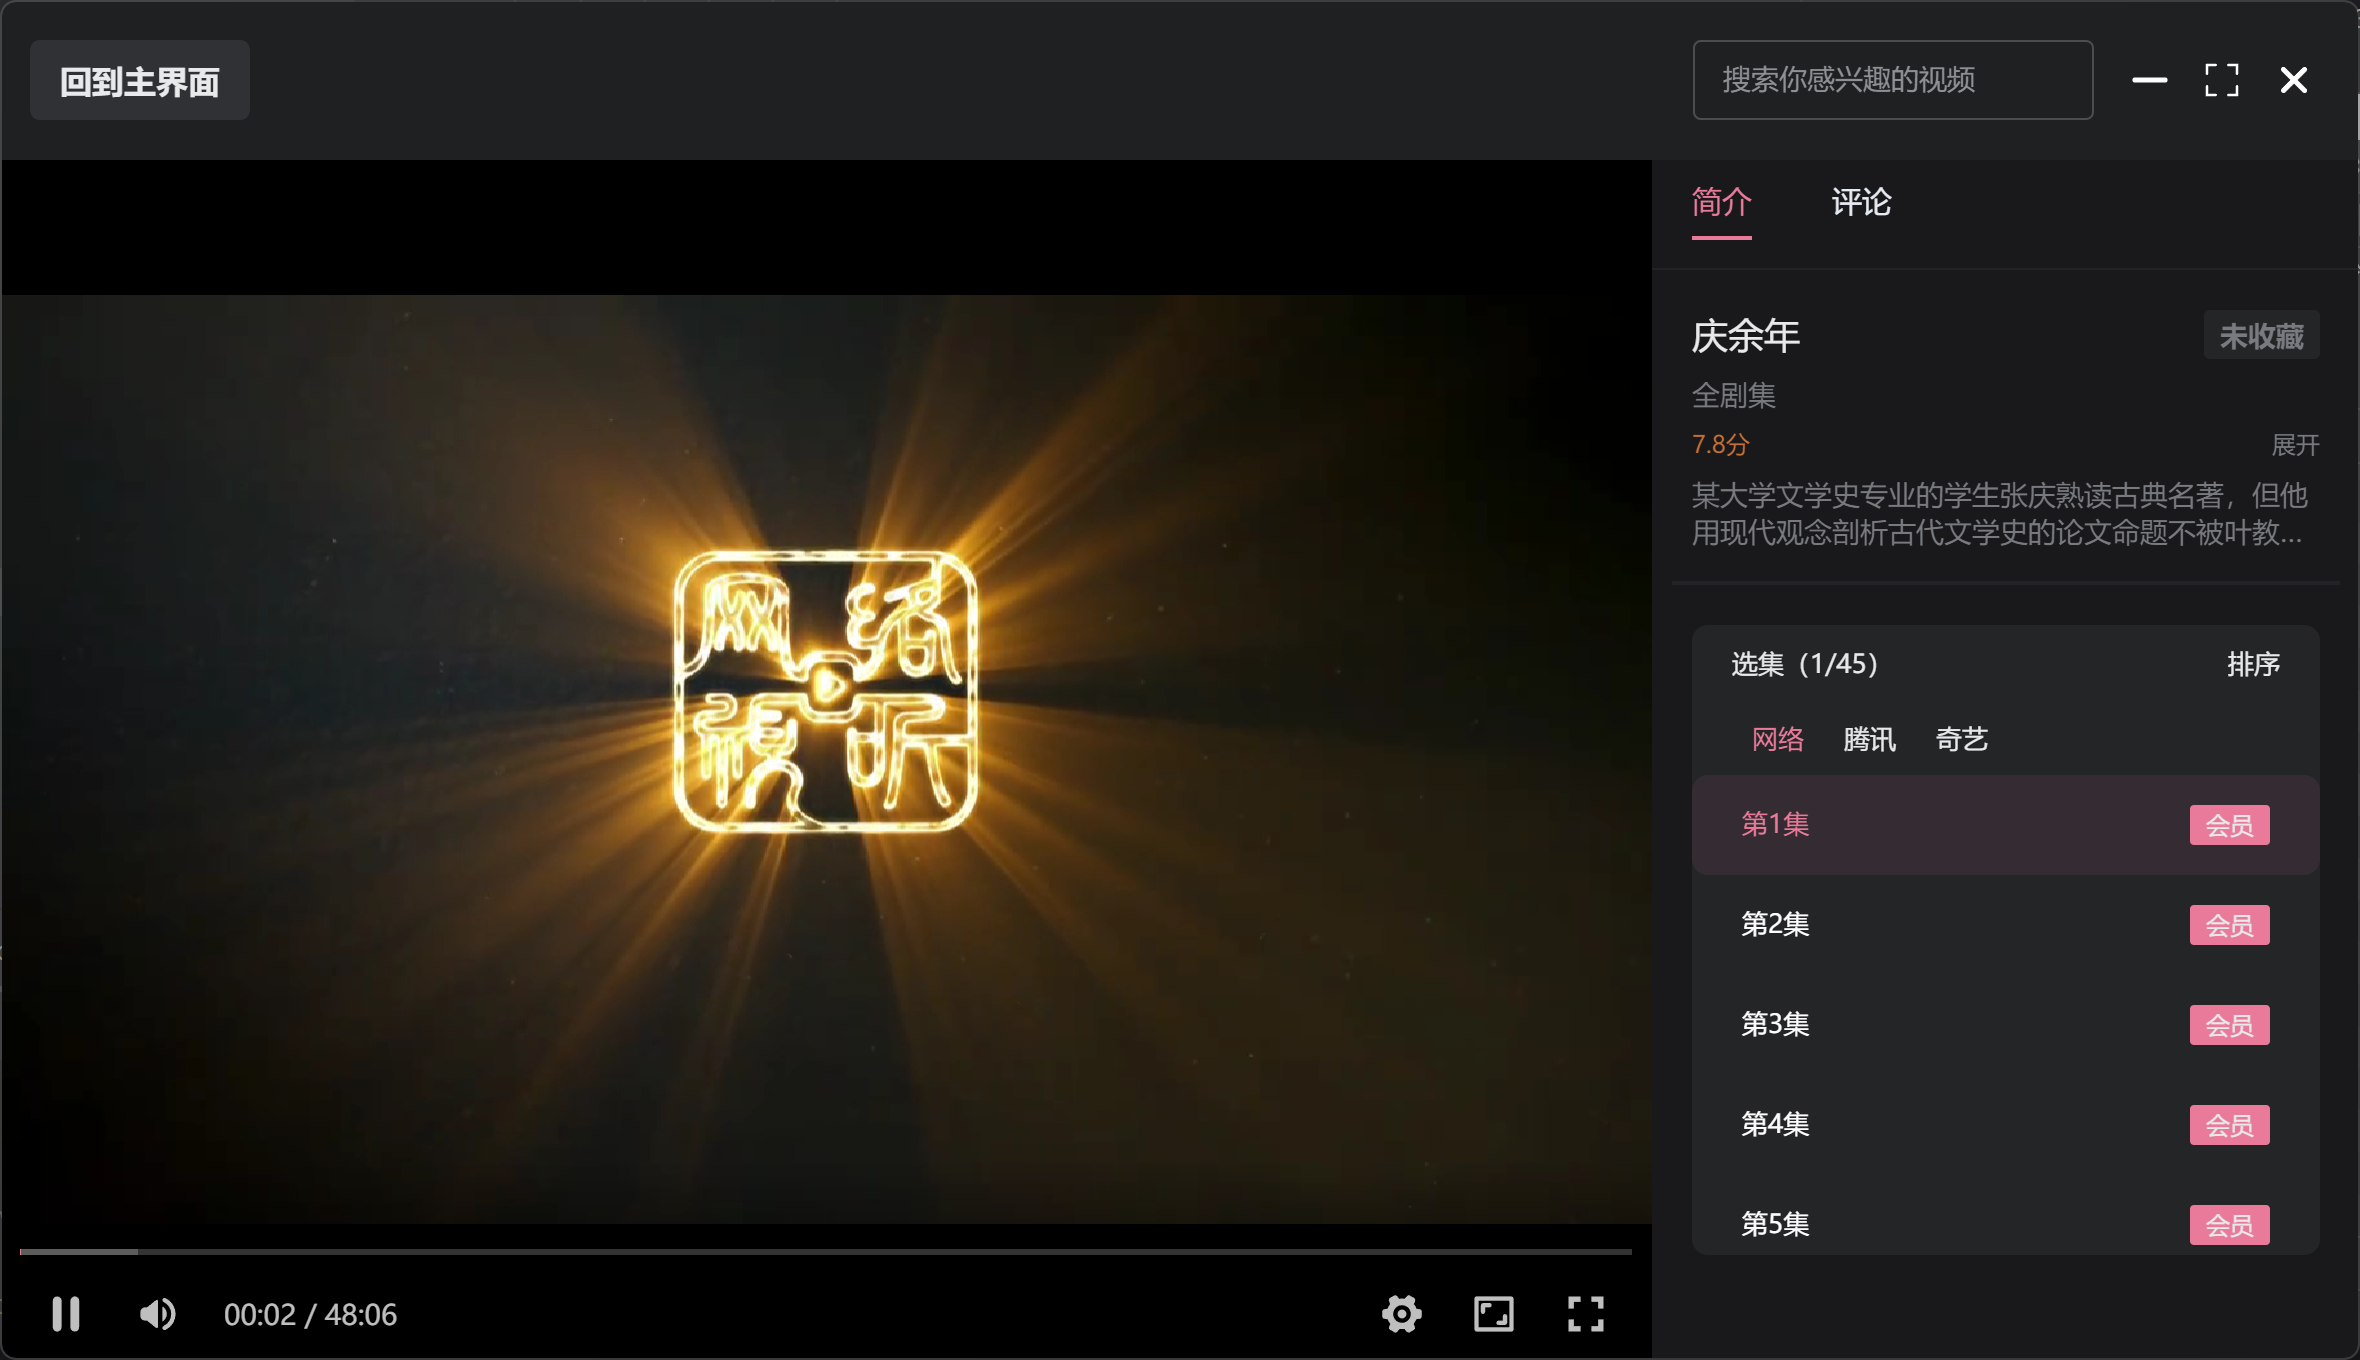 回到主界面
搜索你感兴趣的视频
网络
视听
00:02 / 48:06
简介
评论
庆余年
未收藏
全剧集
7.8分
展开
某大学文学史专业的学生张庆熟读古典名著，但他
用现代观念剖析古代文学史的论文命题不被叶教...
选集（1/45）
排序
网络 腾讯 奇艺
第1集 会员
第2集 会员
第3集 会员
第4集 会员
第5集 会员